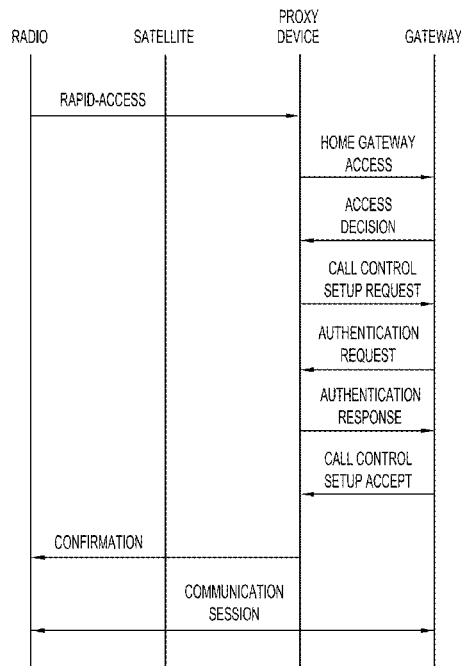 RADIO
SATELLITE
PROXY
DEVICE
GATEWAY
RAPID-ACCESS
HOME GATEWAY
ACCESS
ACCESS
DECISION
CALL CONTROL
SETUP REQUEST
AUTHENTICATION
REQUEST
AUTHENTICATION
RESPONSE
CALL CONTROL
SETUP ACCEPT
CONFIRMATION
COMMUNICATION
SESSION